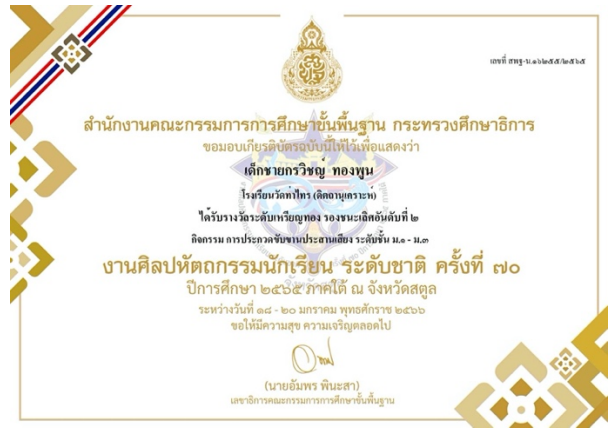 เลขที่ สพฐ-บ.๑๖๒๕๕/๒๕๖๕
สำนักงานคณะกรรมการการศึกษาขั้นพื้นฐาน กระทรวงศึกษาธิการ
ขอมอบเกียรติบัตรฉบับนี้ให้ไว้เพื่อแสดงว่า
เด็กชายกรวิชญ์ ทองพูน
โรงเรียนวัดท่าไทร (ดิตถานุเคราะห์)
ได้รับรางวัลระดับเหรียญทอง รองชนะเลิศอันดับที่ ๒
กิจกรรม การประกวดขับขานประสานเสียง ระดับชั้น ม.๑ - ม.๓
งานศิลปหัตถกรรมนักเรียน ระดับชาติ ครั้งที่ ๗๐
ปีการศึกษา ๒๕๖๕ ภาคใต้ ณ จังหวัดสตูล
ระหว่างวันที่ ๑๘ - ๒๐ มกราคม พุทธศักราช ๒๕๖๖
ขอให้มีความสุข ความเจริญตลอดไป
(นายอัมพร พินะสา)
เลขาธิการคณะกรรมการการศึกษาขั้นพื้นฐาน